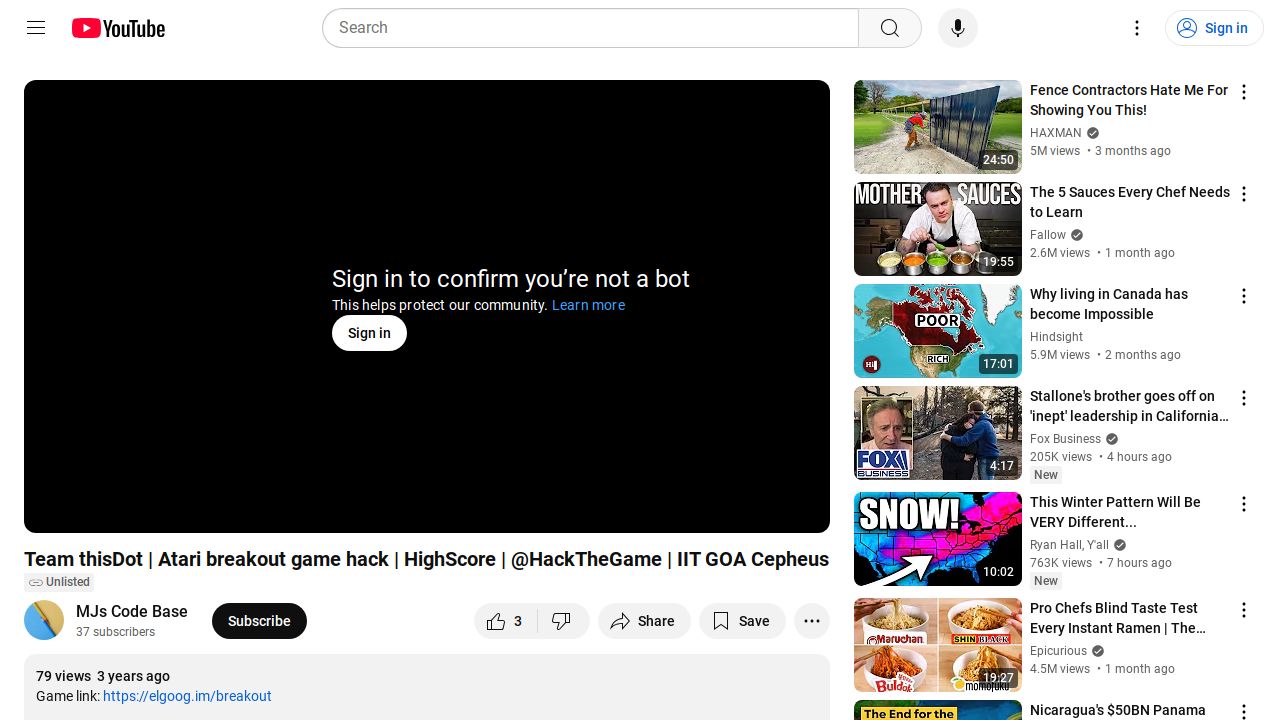 YouTube
Search
Sign in
Sign in to confirm you’re not a bot
This helps protect our community. Learn more
Sign in
Team thisDot | Atari breakout game hack | HighScore | @HackTheGame | IIT GOA Cepheus
Unlisted
MJs Code Base
37 subscribers
Subscribe
3
Share
Save
79 views 3 years ago
Game link: https://elgoog.im/breakout
24:50
Fence Contractors Hate Me For
Showing You This!
HAXMAN
5M views • 3 months ago
MOTHER SAUCES
19:55
The 5 Sauces Every Chef Needs
to Learn
Fallow
2.6M views • 1 month ago
POOR
RICH
17:01
Why living in Canada has
become Impossible
Hindsight
5.9M views • 2 months ago
FOX
BUSINESS
4:17
Stallone's brother goes off on
'inept' leadership in California…
Fox Business
205K views • 4 hours ago
New
SNOW!
10:02
This Winter Pattern Will Be
VERY Different...
Ryan Hall, Y'all
763K views • 7 hours ago
New
Maruchan
SHIN BLACK
Buldak
momofuku
19:27
Pro Chefs Blind Taste Test
Every Instant Ramen | The…
Epicurious
4.5M views • 1 month ago
The End for the
Nicaragua's $50BN Panama